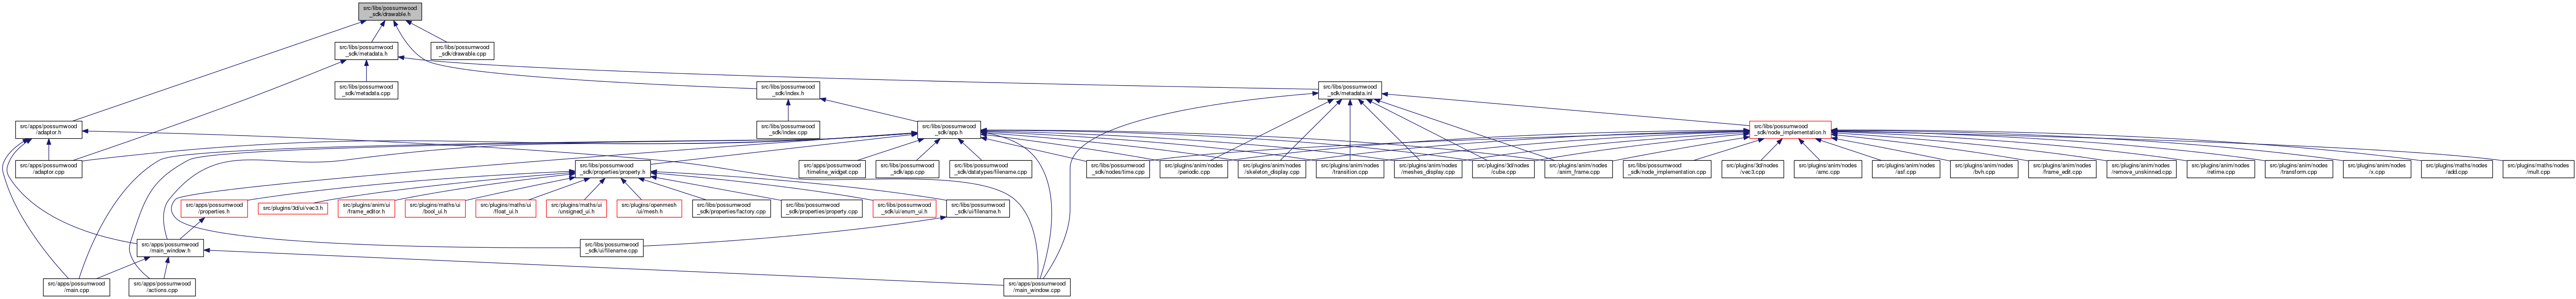 src/libs/possumwood
_sdk/drawable.h
src/libs/possumwood
_sdk/metadata.h
src/libs/possumwood
_sdk/drawable.cpp
src/libs/possumwood
_sdk/metadata.cpp
src/libs/possumwood
_sdk/index.h
src/libs/possumwood
_sdk/metadata.inl
src/apps/possumwood
/adaptor.h
src/libs/possumwood
_sdk/index.cpp
src/libs/possumwood
_sdk/app.h
src/libs/possumwood
_sdk/node_implementation.h
src/apps/possumwood
/adaptor.cpp
src/libs/possumwood
_sdk/properties/property.h
src/apps/possumwood
/timeline_widget.cpp
src/libs/possumwood
_sdk/app.cpp
src/libs/possumwood
_sdk/datatypes/filename.cpp
src/libs/possumwood
_sdk/nodes/time.cpp
src/plugins/anim/nodes
/periodic.cpp
src/plugins/anim/nodes
/skeleton_display.cpp
src/plugins/anim/nodes
/transition.cpp
src/plugins/anim/nodes
/meshes_display.cpp
src/plugins/3d/nodes
/cube.cpp
src/plugins/anim/nodes
/anim_frame.cpp
src/libs/possumwood
_sdk/node_implementation.cpp
src/plugins/3d/nodes
/vec3.cpp
src/plugins/anim/nodes
/amc.cpp
src/plugins/anim/nodes
/asf.cpp
src/plugins/anim/nodes
/bvh.cpp
src/plugins/anim/nodes
/frame_edit.cpp
src/plugins/anim/nodes
/remove_unskinned.cpp
src/plugins/anim/nodes
/retime.cpp
src/plugins/anim/nodes
/transform.cpp
src/plugins/anim/nodes
/x.cpp
src/plugins/maths/nodes
/add.cpp
src/plugins/maths/nodes
/mult.cpp
src/apps/possumwood
/properties.h
src/plugins/3d/ui/vec3.h
src/plugins/anim/ui
/frame_editor.h
src/plugins/maths/ui
/bool_ui.h
src/plugins/maths/ui
/float_ui.h
src/plugins/maths/ui
/unsigned_ui.h
src/plugins/openmesh
/ui/mesh.h
src/libs/possumwood
_sdk/properties/factory.cpp
src/libs/possumwood
_sdk/properties/property.cpp
src/libs/possumwood
_sdk/ui/enum_ui.h
src/libs/possumwood
_sdk/ui/filename.h
src/apps/possumwood
/main_window.h
src/libs/possumwood
_sdk/ui/filename.cpp
src/apps/possumwood
/main.cpp
src/apps/possumwood
/actions.cpp
src/apps/possumwood
/main_window.cpp